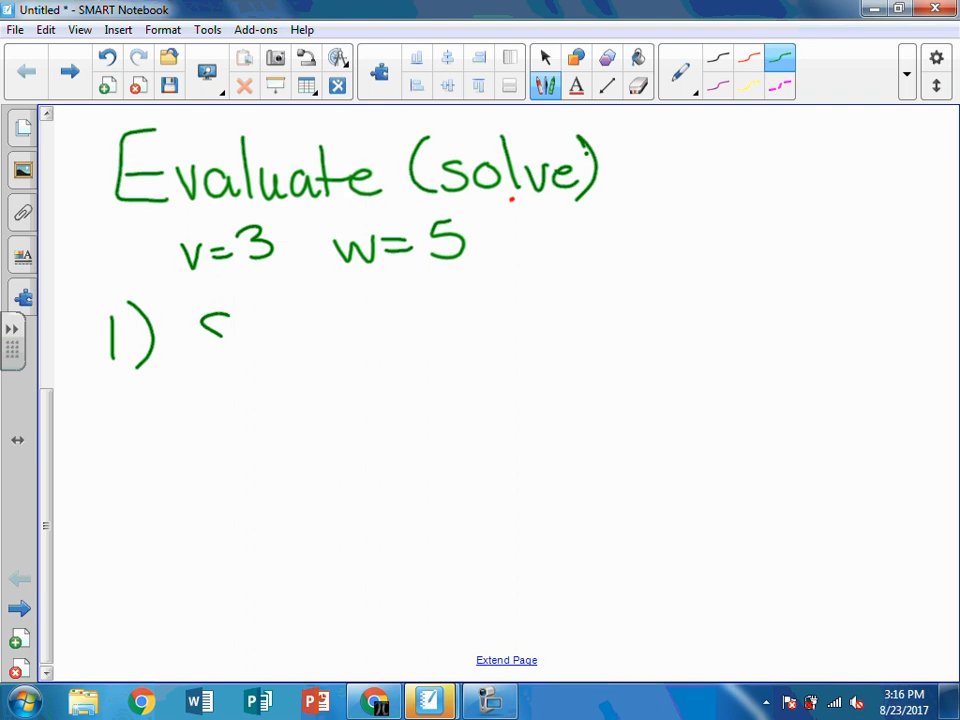 Untitled * - SMART Notebook
File Edit View Insert Format Tools Add-ons Help
Evaluate (solve)
v=3 w=5
1)
Extend Page
3:16 PM
8/23/2017